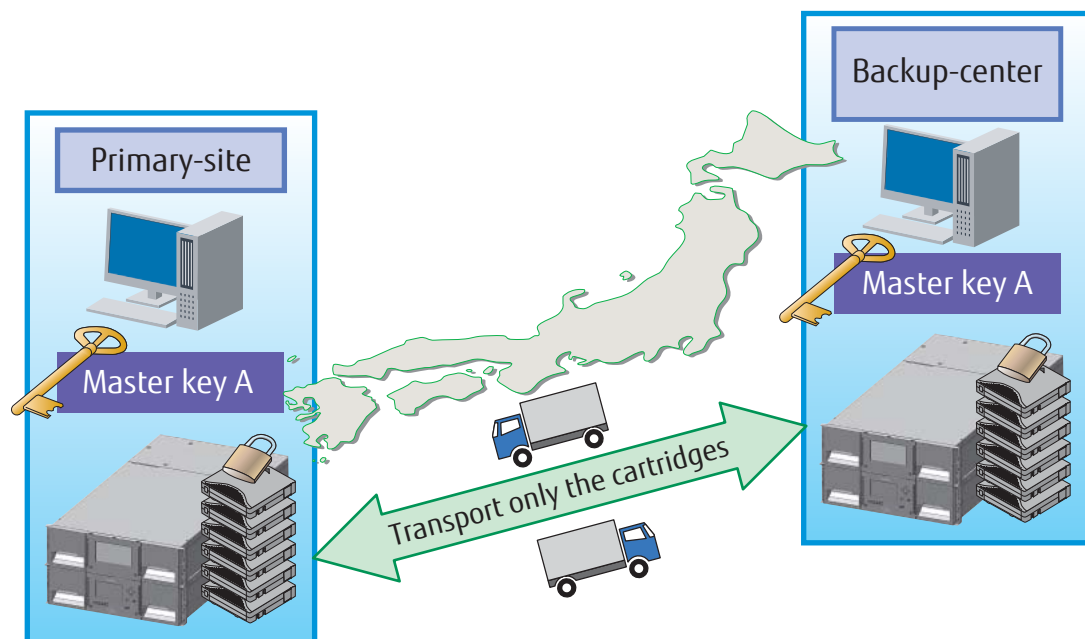 Primary-site
Master key A
Transport only the cartridges
Backup-center
Master key A